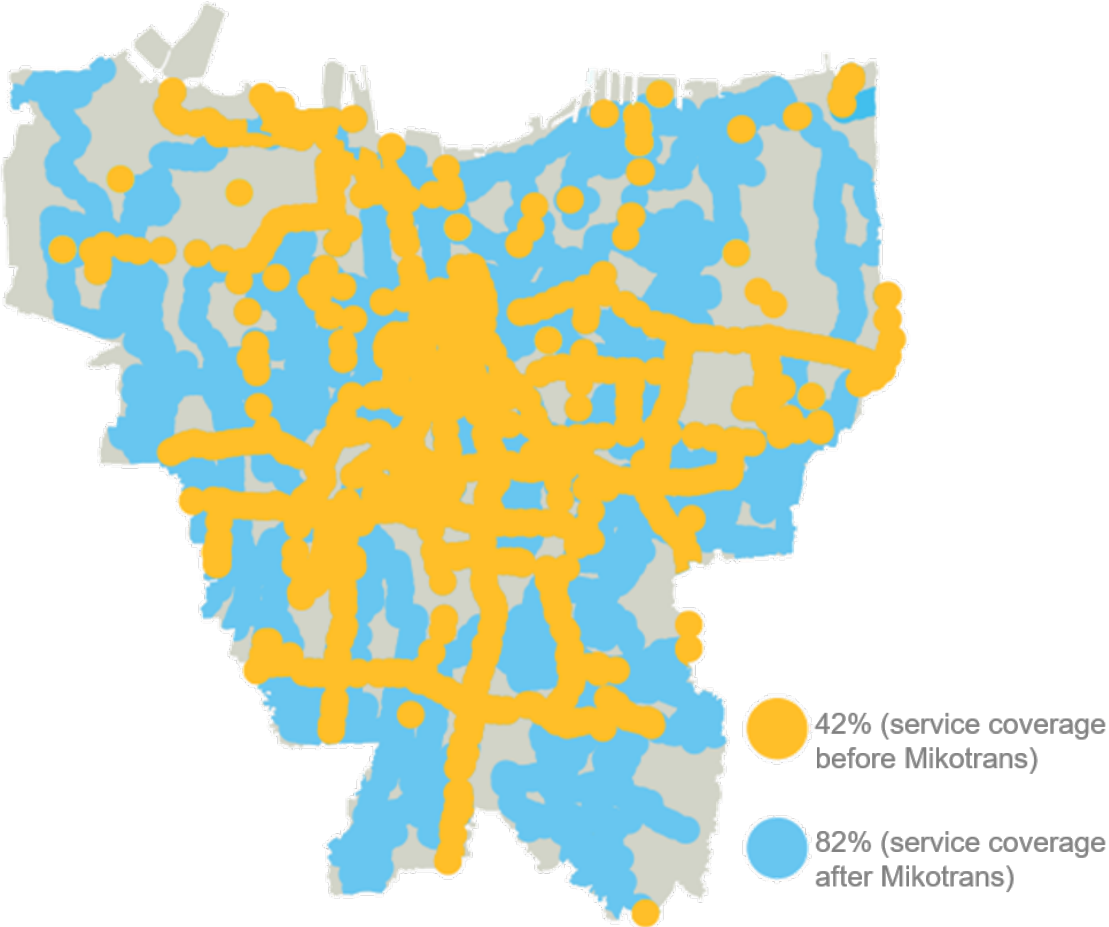 42% (service coverage
before Mikotrans)
82% (service coverage
after Mikotrans)